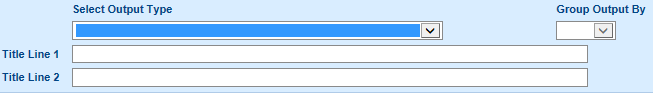 Select Output Type Group Output By
Title Line 1
Title Line 2